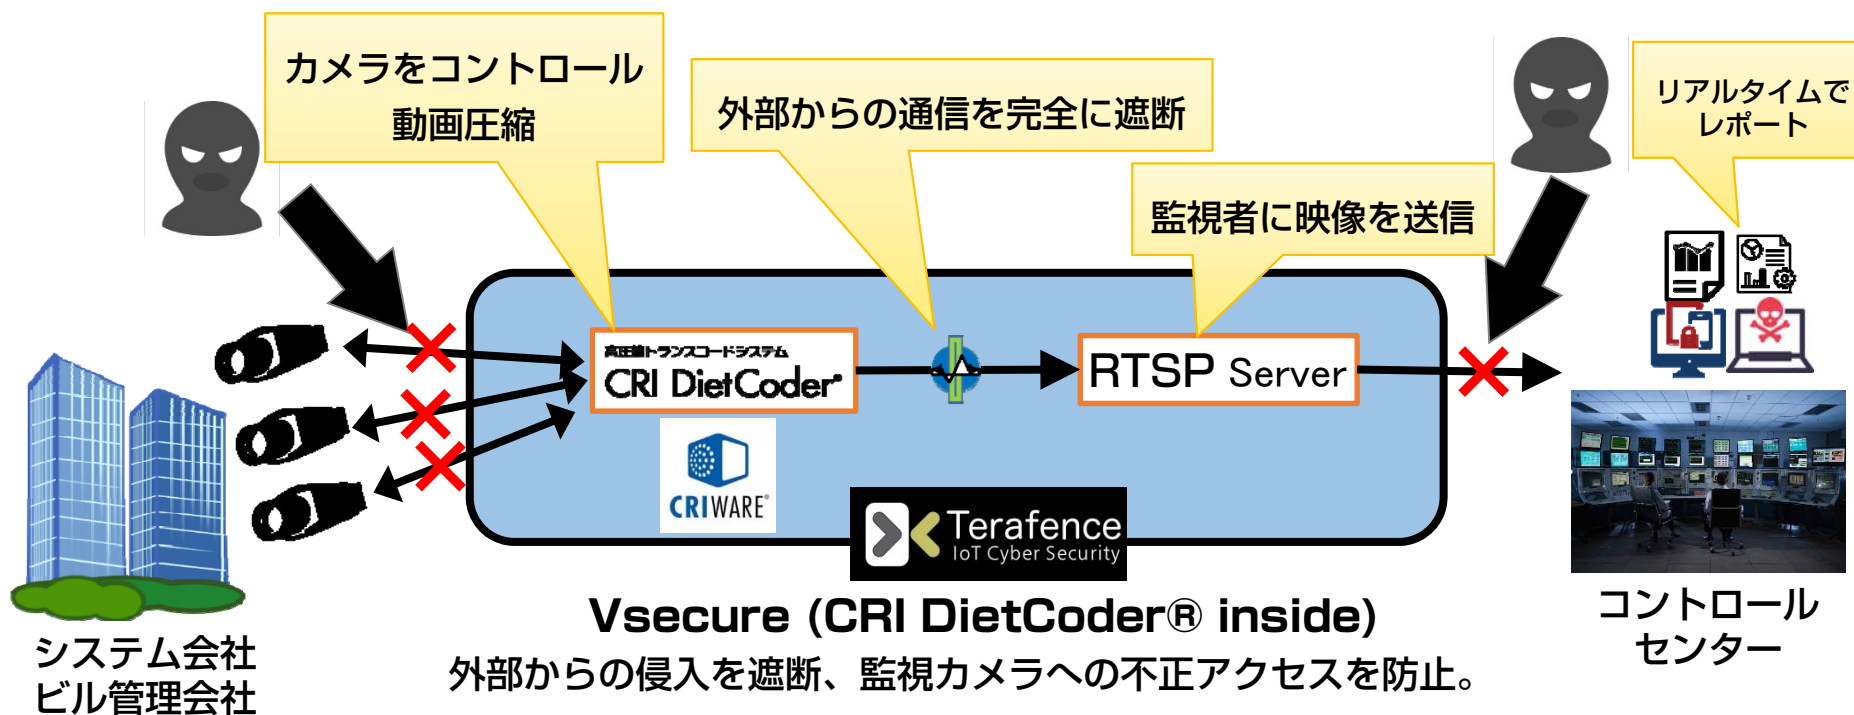 カメラをコントロール
動画圧縮
外部からの通信を完全に遮断
リアルタイムで
レポート
監視者に映像を送信
高圧縮トランスコードシステム
CRI DietCoder®
RTSP Server
CRIWARE®
Terafence
IoT Cyber Security
Vsecure (CRI DietCoder® inside)
外部からの侵入を遮断、監視カメラへの不正アクセスを防止。
システム会社
ビル管理会社
コントロール
センター